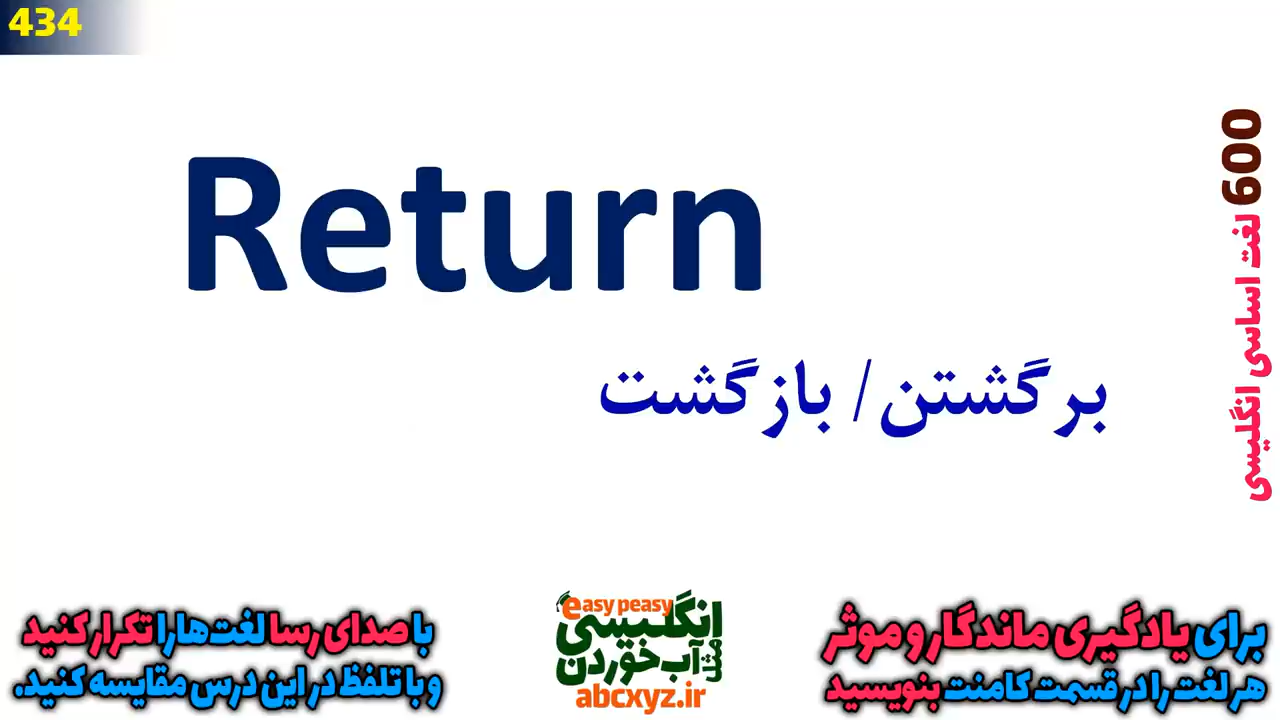 434
Return
برگشتن / بازگشت
600 لغت اساسی انگلیسی
برای یادگیری ماندگار و موثر
هر لغت را در قسمت کامنت بنویسید
easy peasy
انگلیسی
مثل آب خوردن
abcxyz.ir
با صدای رسا لغت‌ها را تکرار کنید
و با تلفظ در این درس مقایسه کنید.